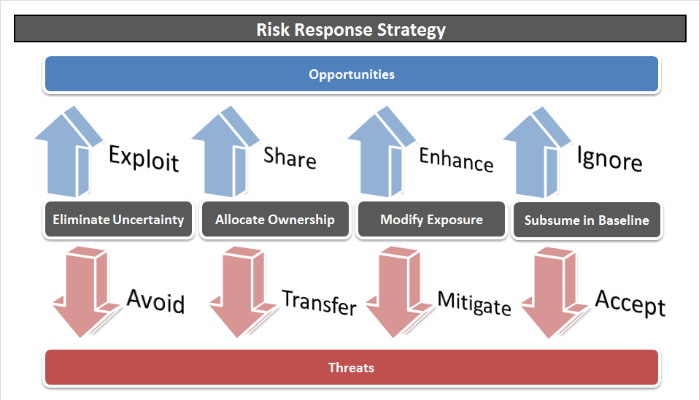 Risk Response Strategy
Opportunities
Exploit
Share
Enhance
Ignore
Eliminate Uncertainty
Allocate Ownership
Modify Exposure
Subsume in Baseline
Avoid
Transfer
Mitigate
Accept
Threats